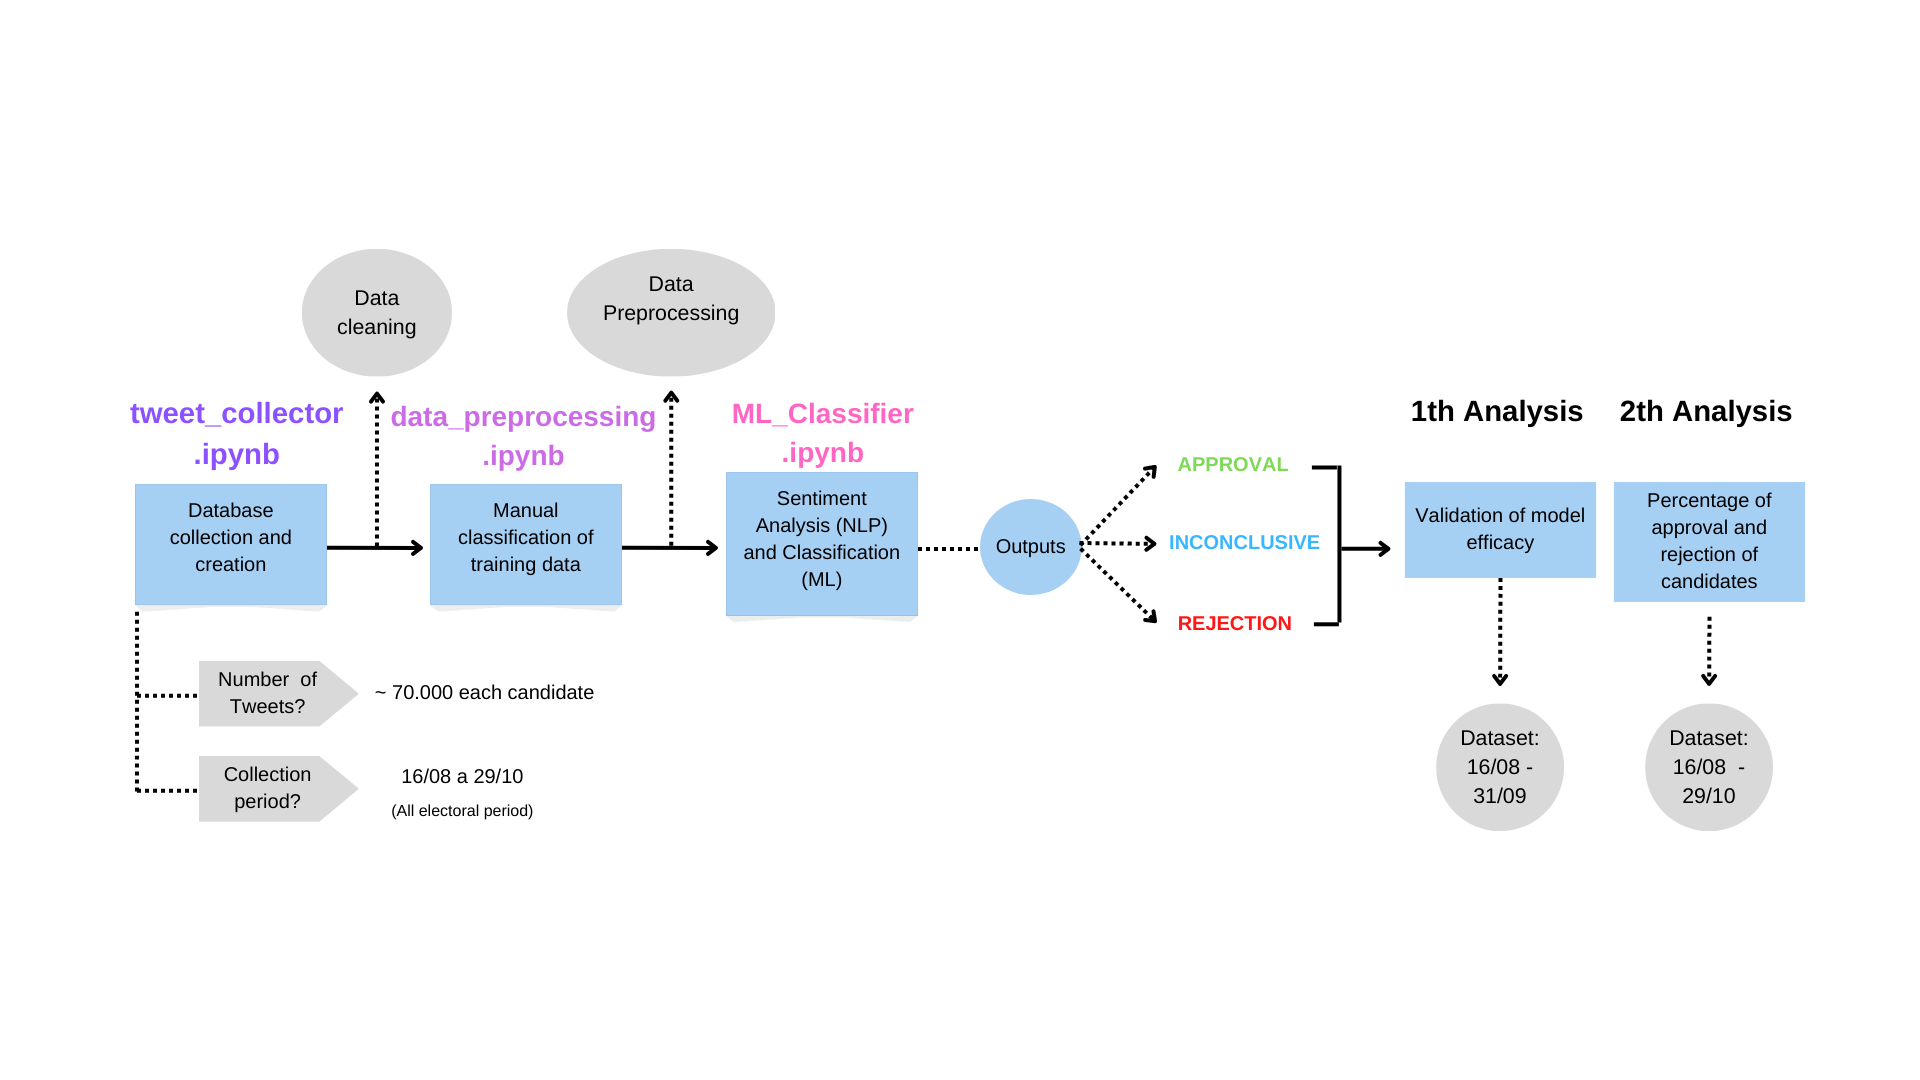 Data
cleaning
Data
Preprocessing
tweet_collector
.ipynb
data_preprocessing
.ipynb
ML_Classifier
.ipynb
Database
collection and
creation
Manual
classification of
training data
Sentiment
Analysis (NLP)
and Classification
(ML)
Outputs
APPROVAL
INCONCLUSIVE
REJECTION
1th Analysis
2th Analysis
Validation of model
efficacy
Percentage of
approval and
rejection of
candidates
Number of
Tweets?
~ 70.000 each candidate
Collection
period?
16/08 a 29/10
(All electoral period)
Dataset:
16/08 -
31/09
Dataset:
16/08 -
29/10